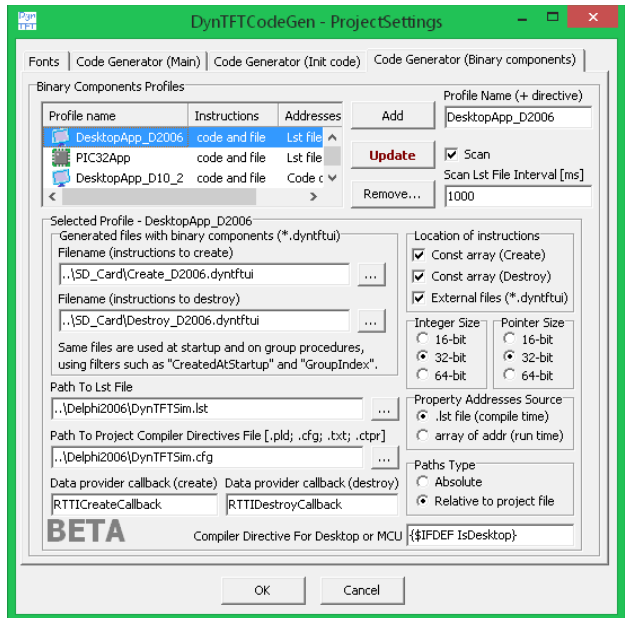 Dyn
TFT
DynTFTCodeGen - ProjectSettings
Fonts
Code Generator (Main)
Code Generator (Init code)
Code Generator (Binary components)
Binary Components Profiles
Profile name
Instructions
Addresses
DesktopApp_D2006
code and file
Lst file
PIC32App
code and file
Lst file
DesktopApp_D10_2
code and file
Code c
Add
Update
Remove...
Profile Name (+ directive)
DesktopApp_D2006
Scan
Scan Lst File Interval [ms]
1000
Selected Profile - DesktopApp_D2006
Generated files with binary components (*.dyntftui)
Filename (instructions to create)
..\SD_Card\Create_D2006.dyntftui
...
Filename (instructions to destroy)
..\SD_Card\Destroy_D2006.dyntftui
...
Same files are used at startup and on group procedures,
using filters such as "CreatedAtStartup" and "GroupIndex".
Location of instructions
Const array (Create)
Const array (Destroy)
External files (*.dyntftui)
Integer Size
16-bit
32-bit
64-bit
Pointer Size
16-bit
32-bit
64-bit
Path To Lst File
..\Delphi2006\DynTFTSim.lst
...
Path To Project Compiler Directives File [.pld; .cfg; .txt; .ctpr]
..\Delphi2006\DynTFTSim.cfg
...
Property Addresses Source
.lst file (compile time)
array of addr (run time)
Data provider callback (create)
RTTICreateCallback
Data provider callback (destroy)
RTTIDestroyCallback
Paths Type
Absolute
Relative to project file
BETA
Compiler Directive For Desktop or MCU
{$IFDEF IsDesktop}
OK
Cancel